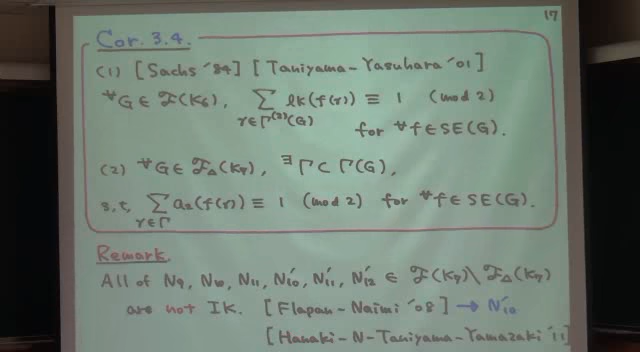 17
Cor. 3.4.
(1) [Sachs '84] [Taniyama-Yasuhara '01]
∀G ∈ 𝓕(K₆), Σ lk(f(γ)) ≡ 1 (mod 2)
γ∈Γ⁽²⁾(G) for ∀f ∈ SE(G).
(2) ∀G ∈ 𝓕_Δ(K₇), ∃Γ ⊂ Γ(G),
s.t. Σ a₂(f(γ)) ≡ 1 (mod 2) for ∀f ∈ SE(G).
γ∈Γ
Remark.
All of N₉, N₁₀, N₁₁, N'₁₀, N'₁₁, N'₁₂ ∈ 𝓕(K₇)\𝓕_Δ(K₇)
are not IK. [Flapan-Naimi '08] → N'₁₀
[Hanaki-N-Taniyama-Yamazaki '11]